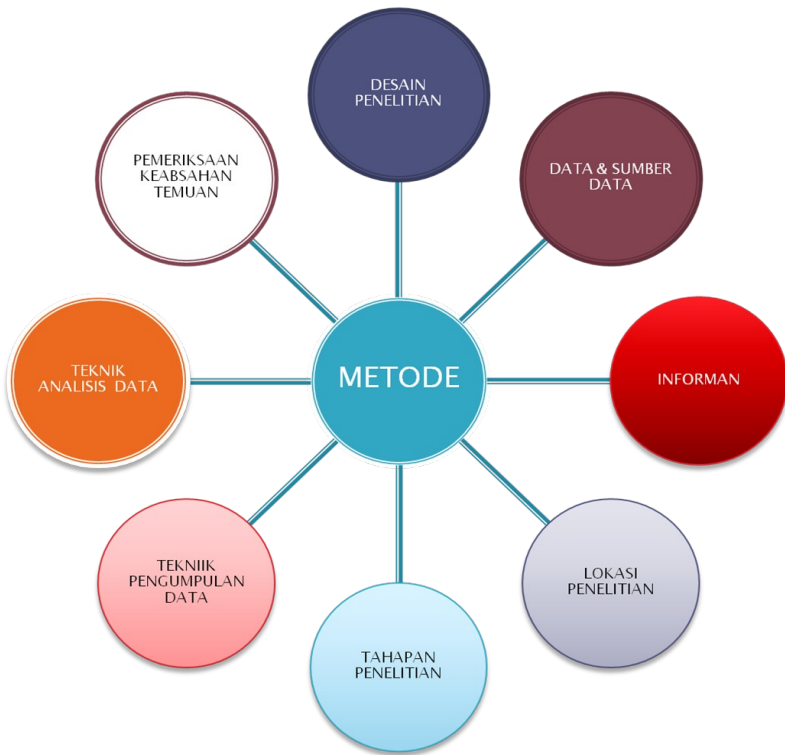 DESAIN
PENELITIAN
DATA & SUMBER
DATA
INFORMAN
LOKASI
PENELITIAN
TAHAPAN
PENELITIAN
TEKNIIK
PENGUMPULAN
DATA
TEKNIK
ANALISIS DATA
PEMERIKSAAN
KEABSAHAN
TEMUAN
METODE